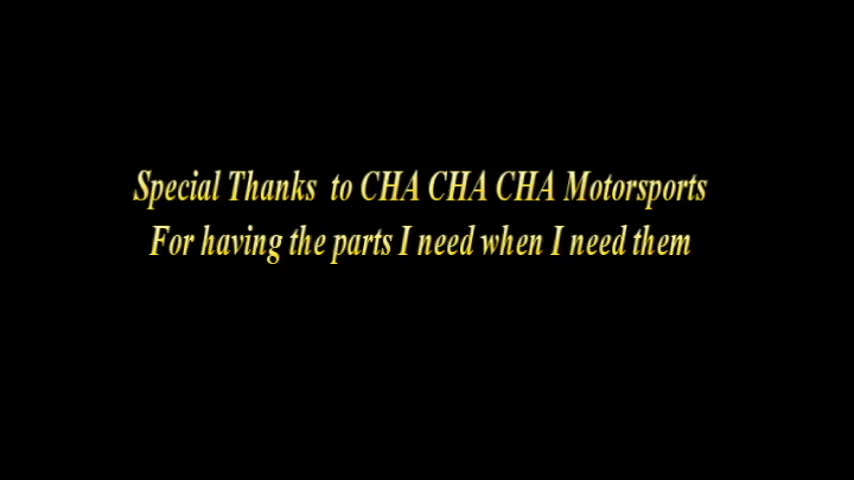 Special Thanks  to CHA CHA CHA Motorsports
For having the parts I need when I need them